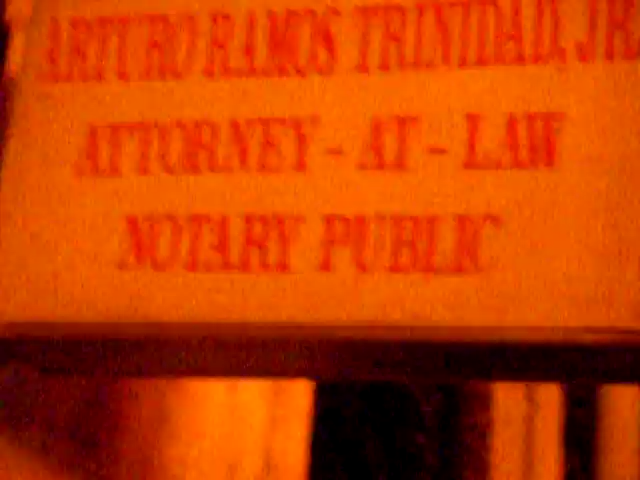 ARTURO RAMOS TRINIDAD, JR.
ATTORNEY - AT - LAW
NOTARY PUBLIC